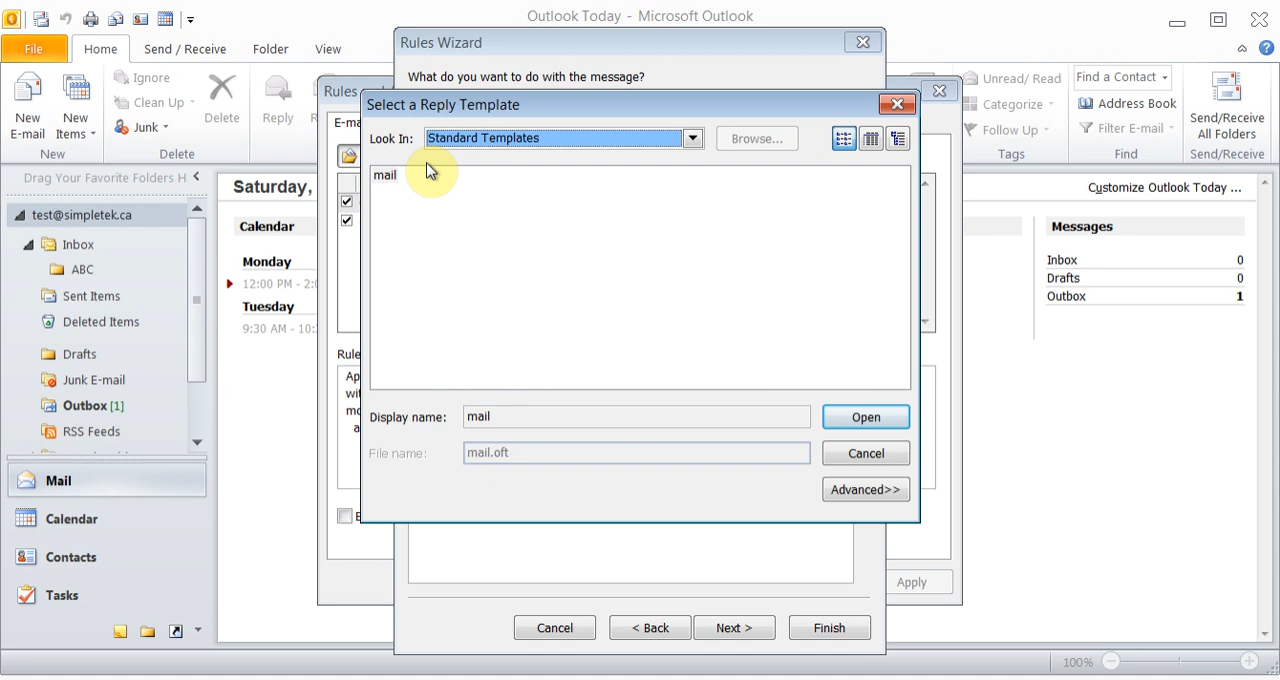 Outlook Today - Microsoft Outlook
File
Home
Send / Receive
Folder
View
New
E-mail
New
Items
New
Ignore
Clean Up
Junk
Delete
Delete
Reply
Unread/ Read
Categorize
Follow Up
Tags
Find a Contact
Address Book
Filter E-mail
Find
Send/Receive
All Folders
Send/Receive
Drag Your Favorite Folders H
test@simpletek.ca
Inbox
ABC
Sent Items
Deleted Items
Drafts
Junk E-mail
Outbox [1]
RSS Feeds
Mail
Calendar
Contacts
Tasks
Saturday,
Calendar
Monday
12:00 PM - 2:0
Tuesday
9:30 AM - 10:
Customize Outlook Today ...
Messages
Inbox 0
Drafts 0
Outbox 1
Rules
E-ma
Rule
Ap
wit
mo
a
Apply
Rules Wizard
What do you want to do with the message?
Select a Reply Template
Look In: Standard Templates
Browse...
mail
Display name: mail
Open
File name: mail.oft
Cancel
Advanced>>
Cancel
< Back
Next >
Finish
100%